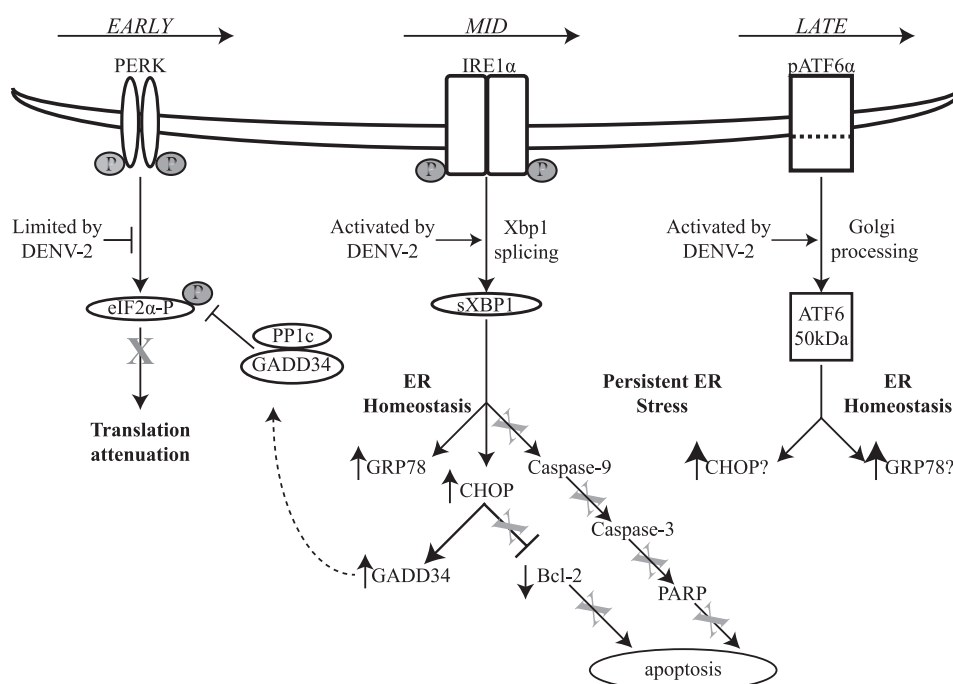 EARLY
MID
LATE
PERK
IRE1α
pATF6α
P
P
P
P
Limited by
DENV-2
Activated by
DENV-2
Xbp1
splicing
Activated by
DENV-2
Golgi
processing
P
eIF2α-P
sXBP1
ATF6
50kDa
PP1c
GADD34
X
ER
Homeostasis
Persistent ER
Stress
ER
Homeostasis
Translation
attenuation
X
GRP78
Caspase-9
CHOP?
GRP78?
CHOP
X
X
Caspase-3
X
GADD34
Bcl-2
PARP
X
X
apoptosis